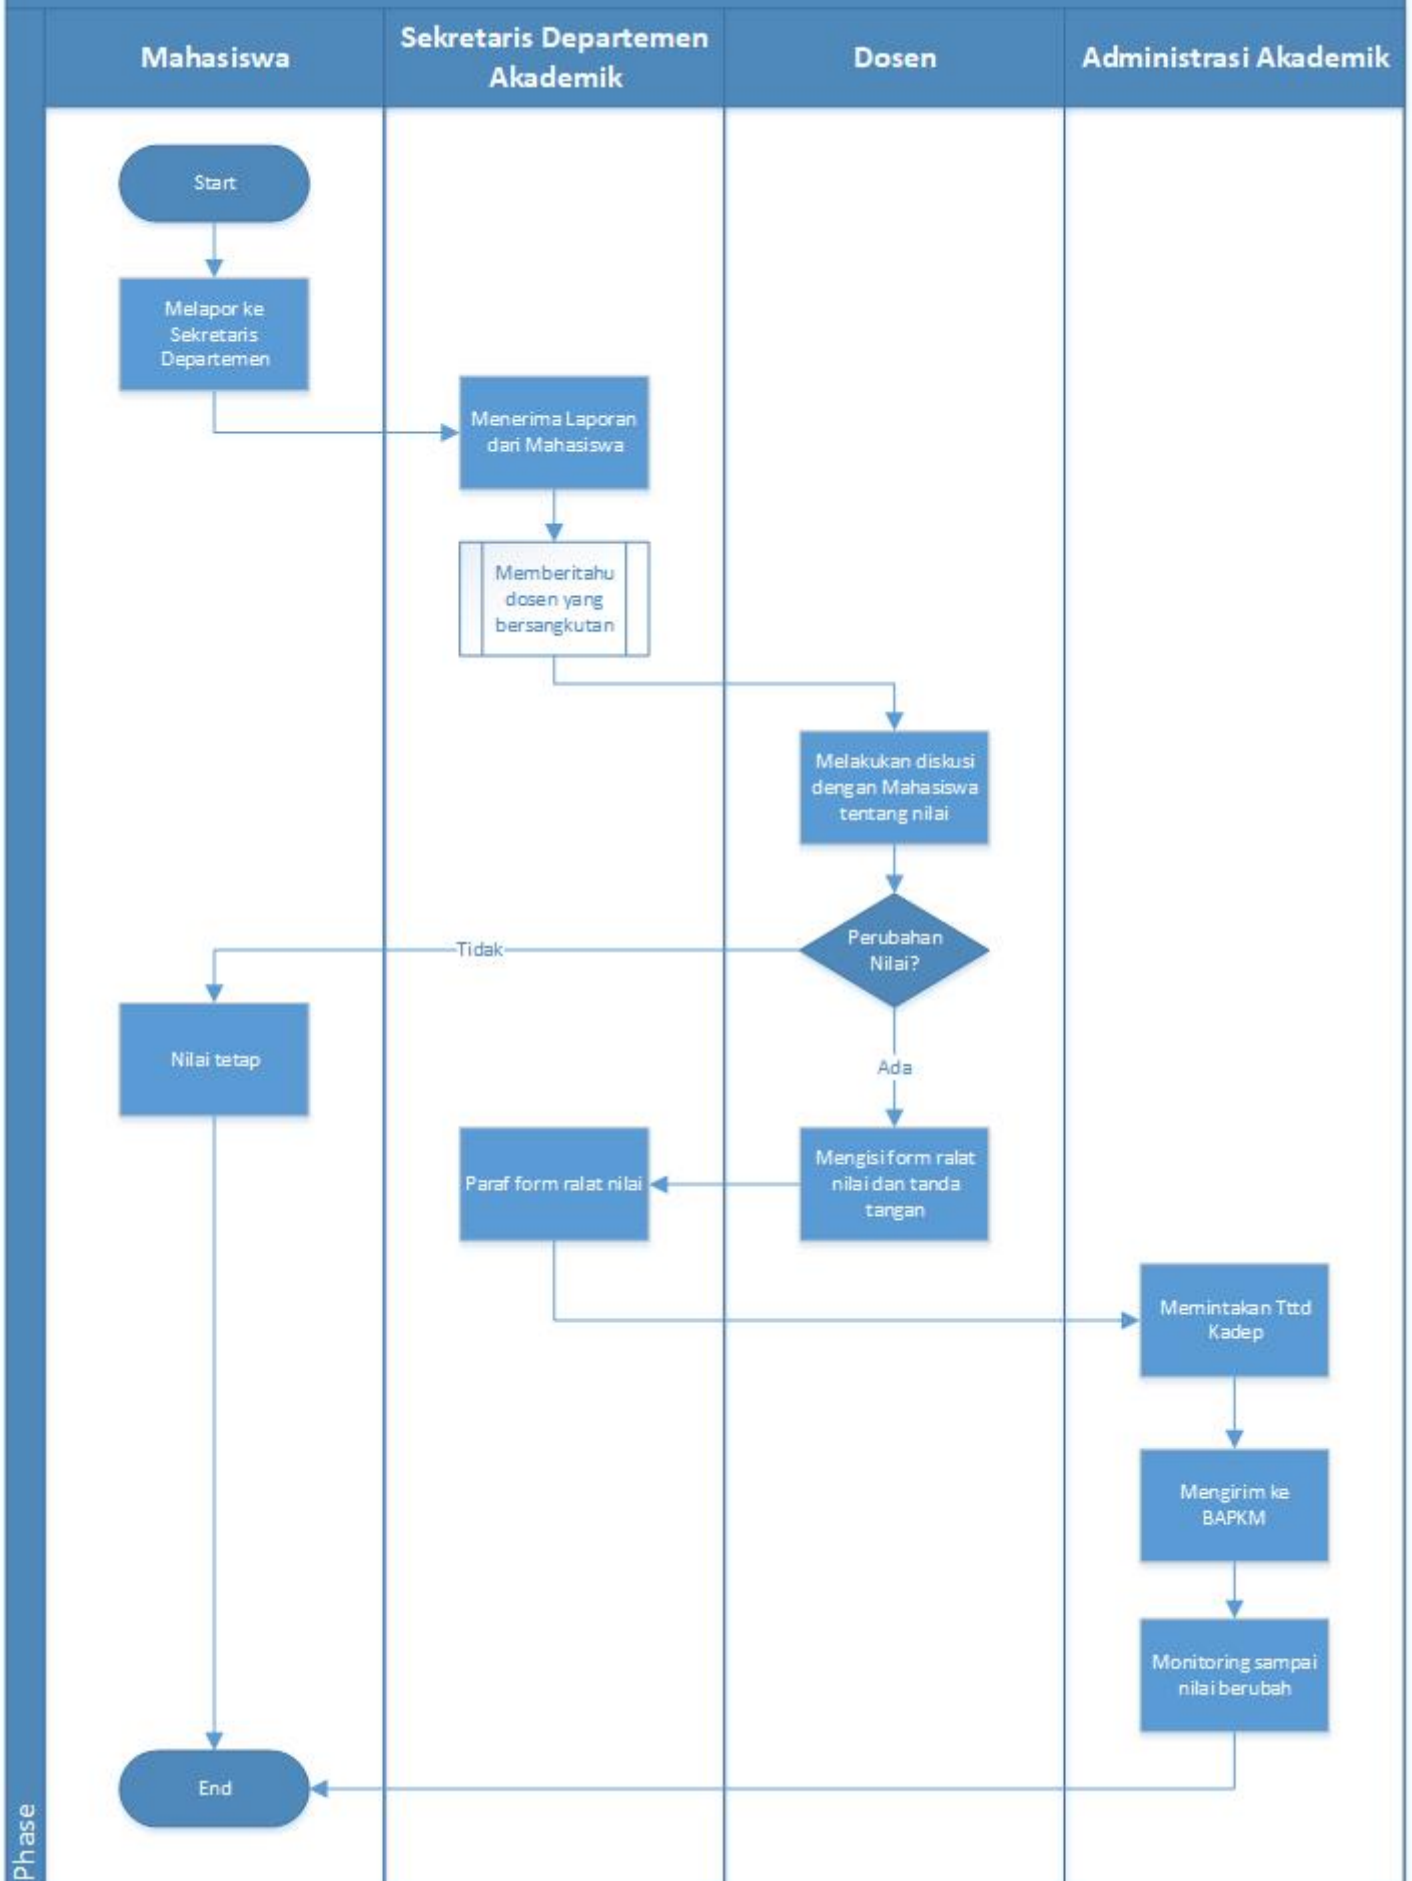 Mahasiswa
Sekretaris Departemen
Akademik
Dosen
Administrasi Akademik
Start
Melapor ke
Sekretaris
Departemen
Menerima Laporan
dari Mahasiswa
Memberitahu
dosen yang
bersangkutan
Melakukan diskusi
dengan Mahasiswa
tentang nilai
Perubahan
Nilai?
Tidak
Nilai tetap
Ada
Mengisi form ralat
nilai dan tanda
tangan
Paraf form ralat nilai
Memintakan Tttd
Kadep
Mengirim ke
BAPKM
Monitoring sampai
nilai berubah
End
Phase